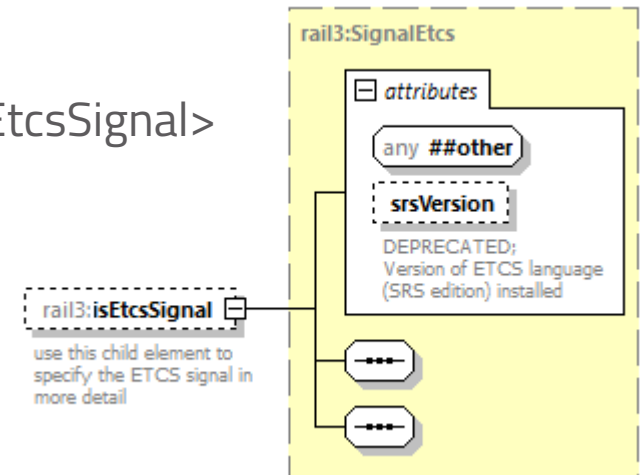 rail3:SignalEtcs
EtcsSignal>
attributes
any ##other
srsVersion
DEPRECATED;
Version of ETCS language
(SRS edition) installed
rail3:isEtcsSignal
use this child element to
specify the ETCS signal in
more detail